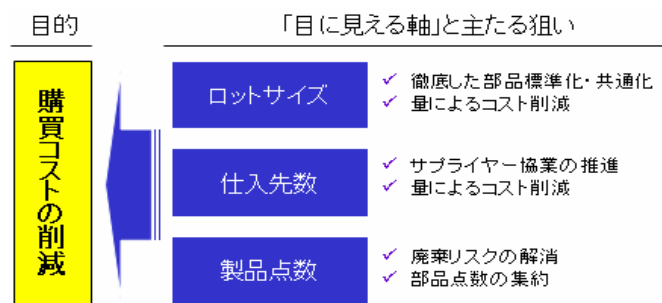 目的
「目に見える軸」と主たる狙い
購買コストの削減
ロットサイズ
✓ 徹底した部品標準化・共通化
✓ 量によるコスト削減
仕入先数
✓ サプライヤー協業の推進
✓ 量によるコスト削減
製品点数
✓ 廃棄リスクの解消
✓ 部品点数の集約